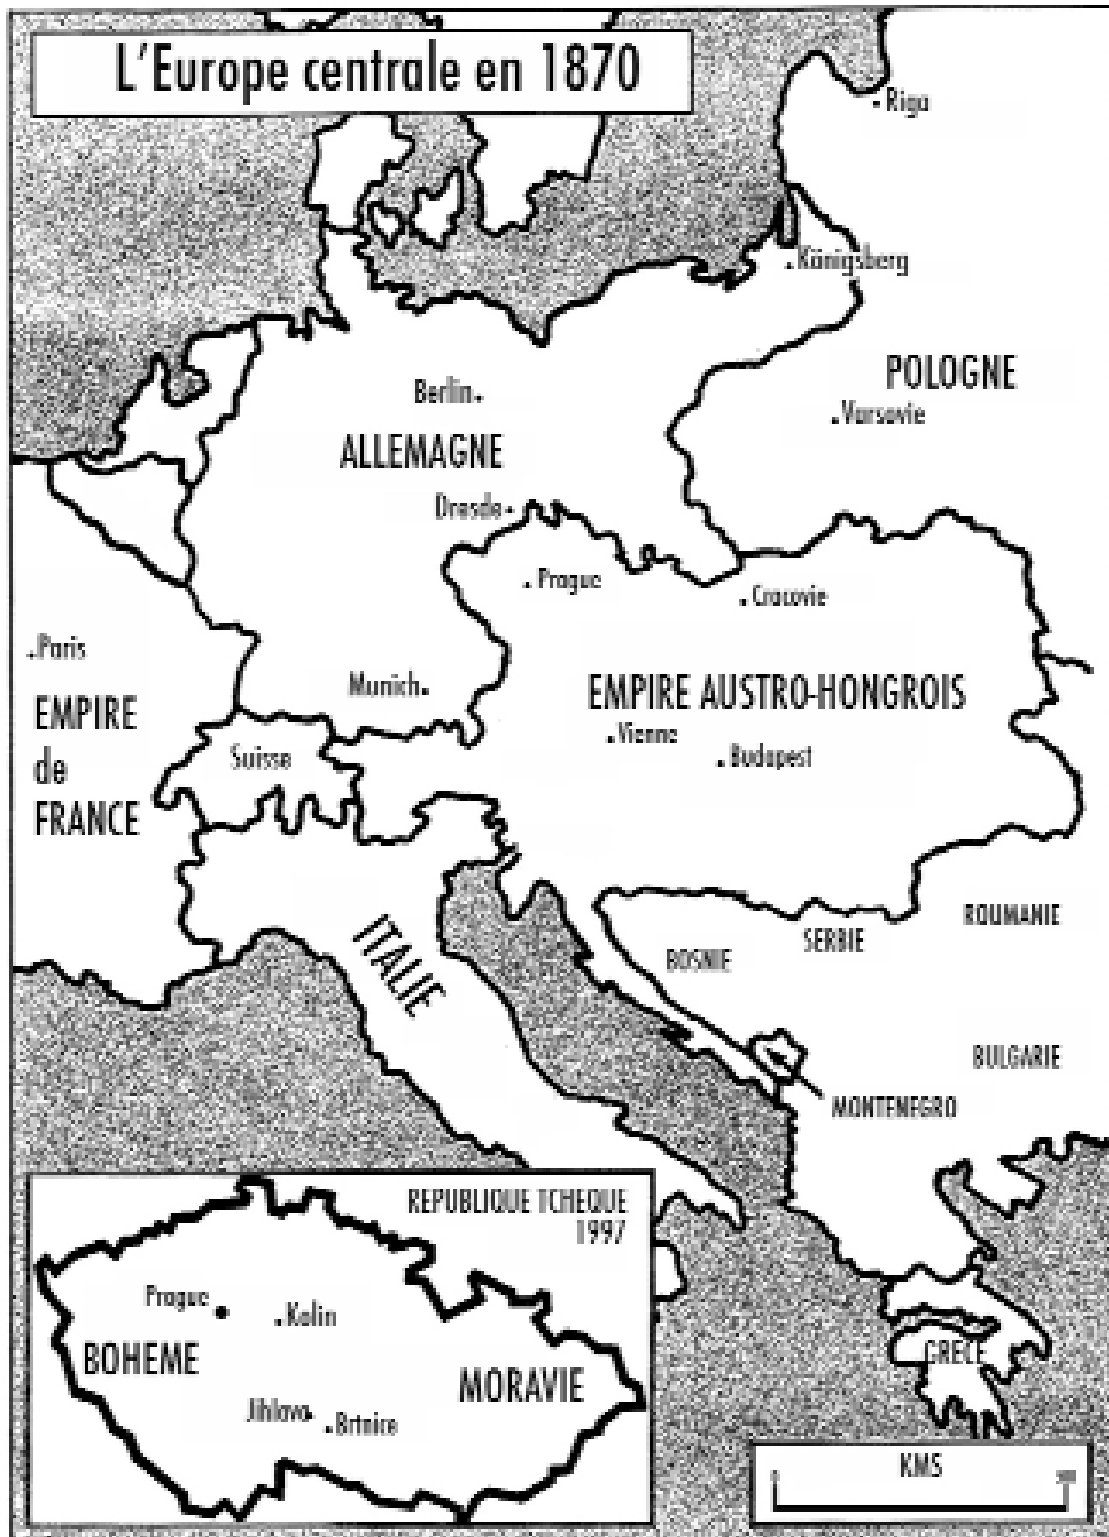 L'Europe centrale en 1870
Riga
Königsberg
POLOGNE
Varsovie
Berlin
ALLEMAGNE
Dresde
Prague
Cracovie
Paris
EMPIRE
de
FRANCE
Munich
EMPIRE AUSTRO-HONGROIS
Vienne
Budapest
Suisse
ITALIE
ROUMANIE
SERBIE
BOSNIE
BULGARIE
MONTENEGRO
GRECE
REPUBLIQUE TCHEQUE
1997
Prague
Kolin
BOHEME
MORAVIE
Jihlava
Brtnice
KMS
0